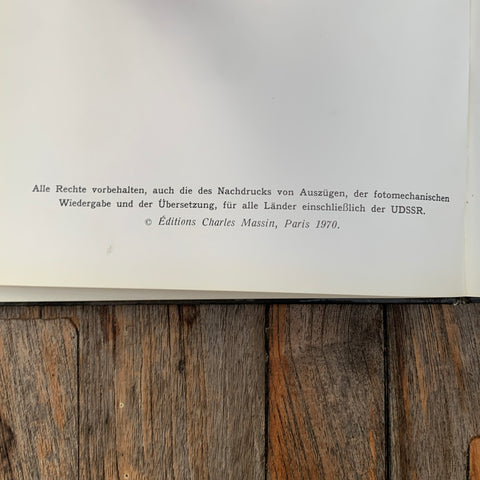 Alle Rechte vorbehalten, auch die des Nachdrucks von Auszügen, der fotomechanischen
Wiedergabe und der Übersetzung, für alle Länder einschließlich der UDSSR.
© Éditions Charles Massin, Paris 1970.